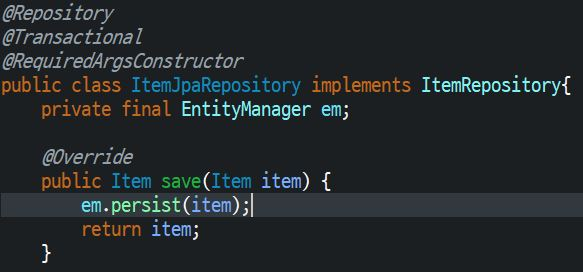 @Repository
@Transactional
@RequiredArgsConstructor
public class ItemJpaRepository implements ItemRepository{
    private final EntityManager em;

    @Override
    public Item save(Item item) {
        em.persist(item);
        return item;
    }